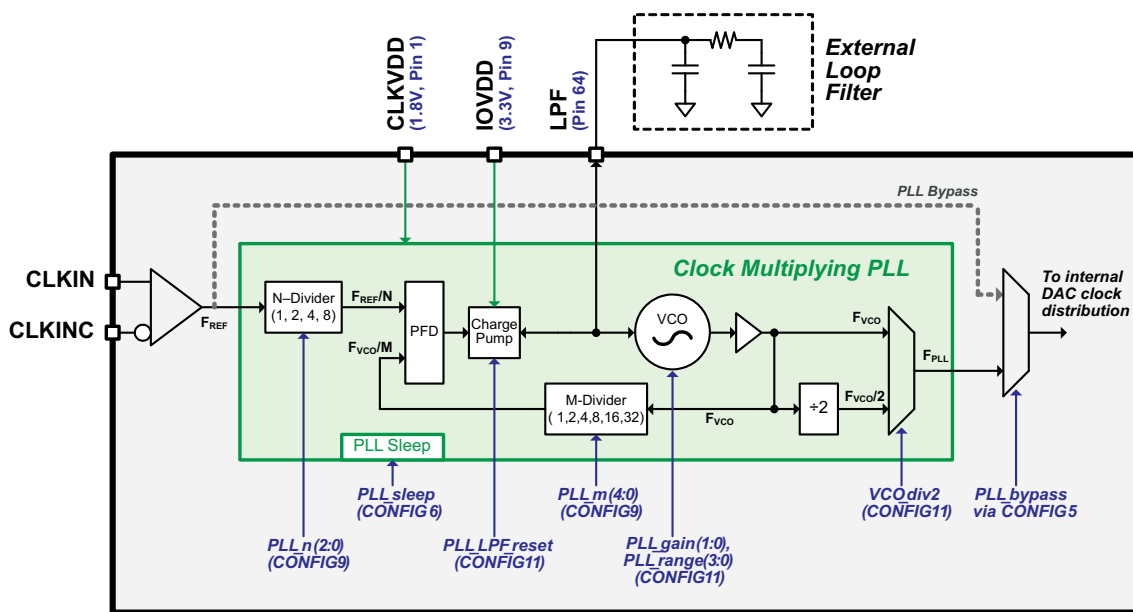 External
Loop
Filter
CLKVDD
(1.8V, Pin 1)
IOVDD
(3.3V, Pin 9)
LPF
(Pin 64)
PLL Bypass
Clock Multiplying PLL
CLKIN
CLKINC
FREF
N–Divider
(1, 2, 4, 8)
FREF/N
FVCO/M
PFD
Charge
Pump
VCO
M-Divider
( 1,2,4,8,16,32)
FVCO
÷2
FVCO
FVCO/2
FPLL
To internal
DAC clock
distribution
PLL Sleep
PLL_sleep
(CONFIG6)
PLL_m(4:0)
(CONFIG9)
VCO_div2
(CONFIG11)
PLL_bypass
via CONFIG5
PLL_n(2:0)
(CONFIG9)
PLL_LPF_reset
(CONFIG11)
PLL_gain(1:0),
PLL_range(3:0)
(CONFIG11)